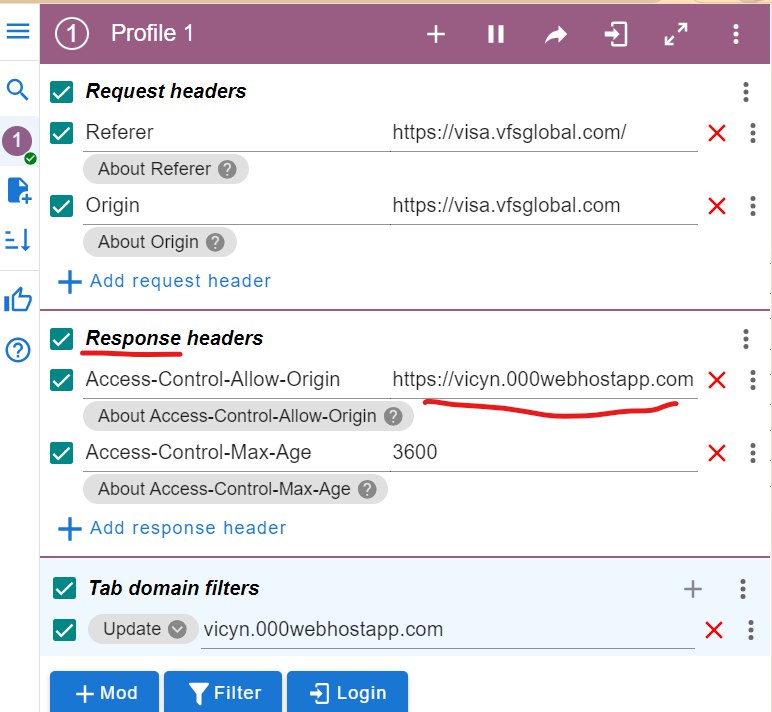 1 Profile 1
Request headers
1
Referer https://visa.vfsglobal.com/
About Referer ?
Origin https://visa.vfsglobal.com
About Origin ?
Add request header
Response headers
?
Access-Control-Allow-Origin https://vicyn.000webhostapp.com
About Access-Control-Allow-Origin ?
Access-Control-Max-Age 3600
About Access-Control-Max-Age ?
Add response header
Tab domain filters
Update vicyn.000webhostapp.com
Mod Filter Login